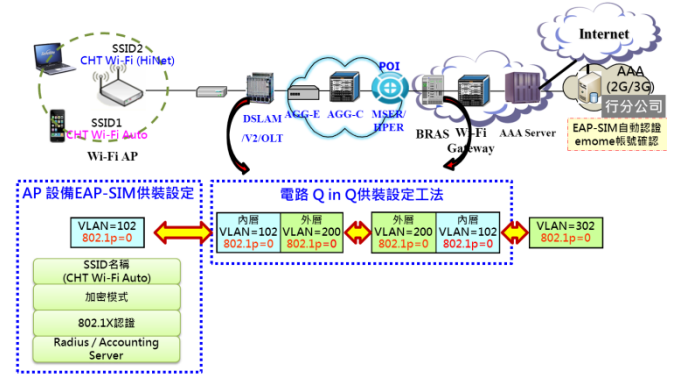 SSID2
CHT Wi-Fi (HiNet)
SSID1
CHT Wi-Fi Auto
Wi-Fi AP
DSLAM
/V2/OLT
AGG-E
AGG-C
POI
MSER/
HPER
BRAS
Wi-Fi
Gateway
AAA Server
Internet
AAA
(2G/3G)
行分公司
EAP-SIM自動認證
emome帳號確認
AP 設備EAP-SIM供裝設定
VLAN=102
802.1p=0
SSID名稱
(CHT Wi-Fi Auto)
加密模式
802.1X認證
Radius / Accounting
Server
電路 Q in Q供裝設定工法
內層
VLAN=102
802.1p=0
外層
VLAN=200
802.1p=0
外層
VLAN=200
802.1p=0
內層
VLAN=102
802.1p=0
VLAN=302
802.1p=0